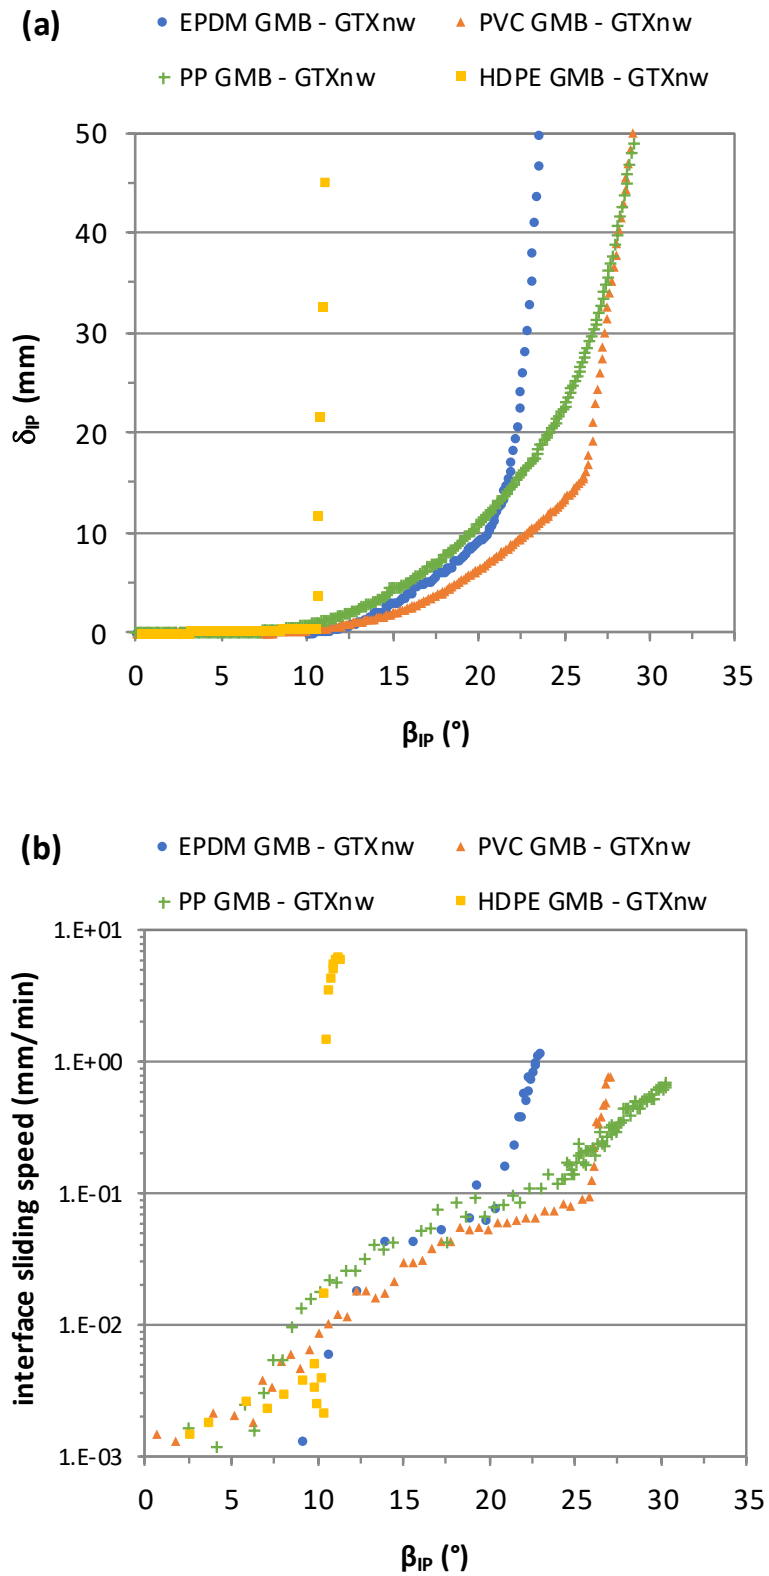 (a)
EPDM GMB - GTXnw PVC GMB - GTXnw
PP GMB - GTXnw HDPE GMB - GTXnw
50
40
30
20
10
0
δIP (mm)
0 5 10 15 20 25 30 35
βIP (°)
(b)
EPDM GMB - GTXnw PVC GMB - GTXnw
PP GMB - GTXnw HDPE GMB - GTXnw
1.E+01
1.E+00
1.E-01
1.E-02
1.E-03
interface sliding speed (mm/min)
0 5 10 15 20 25 30 35
βIP (°)